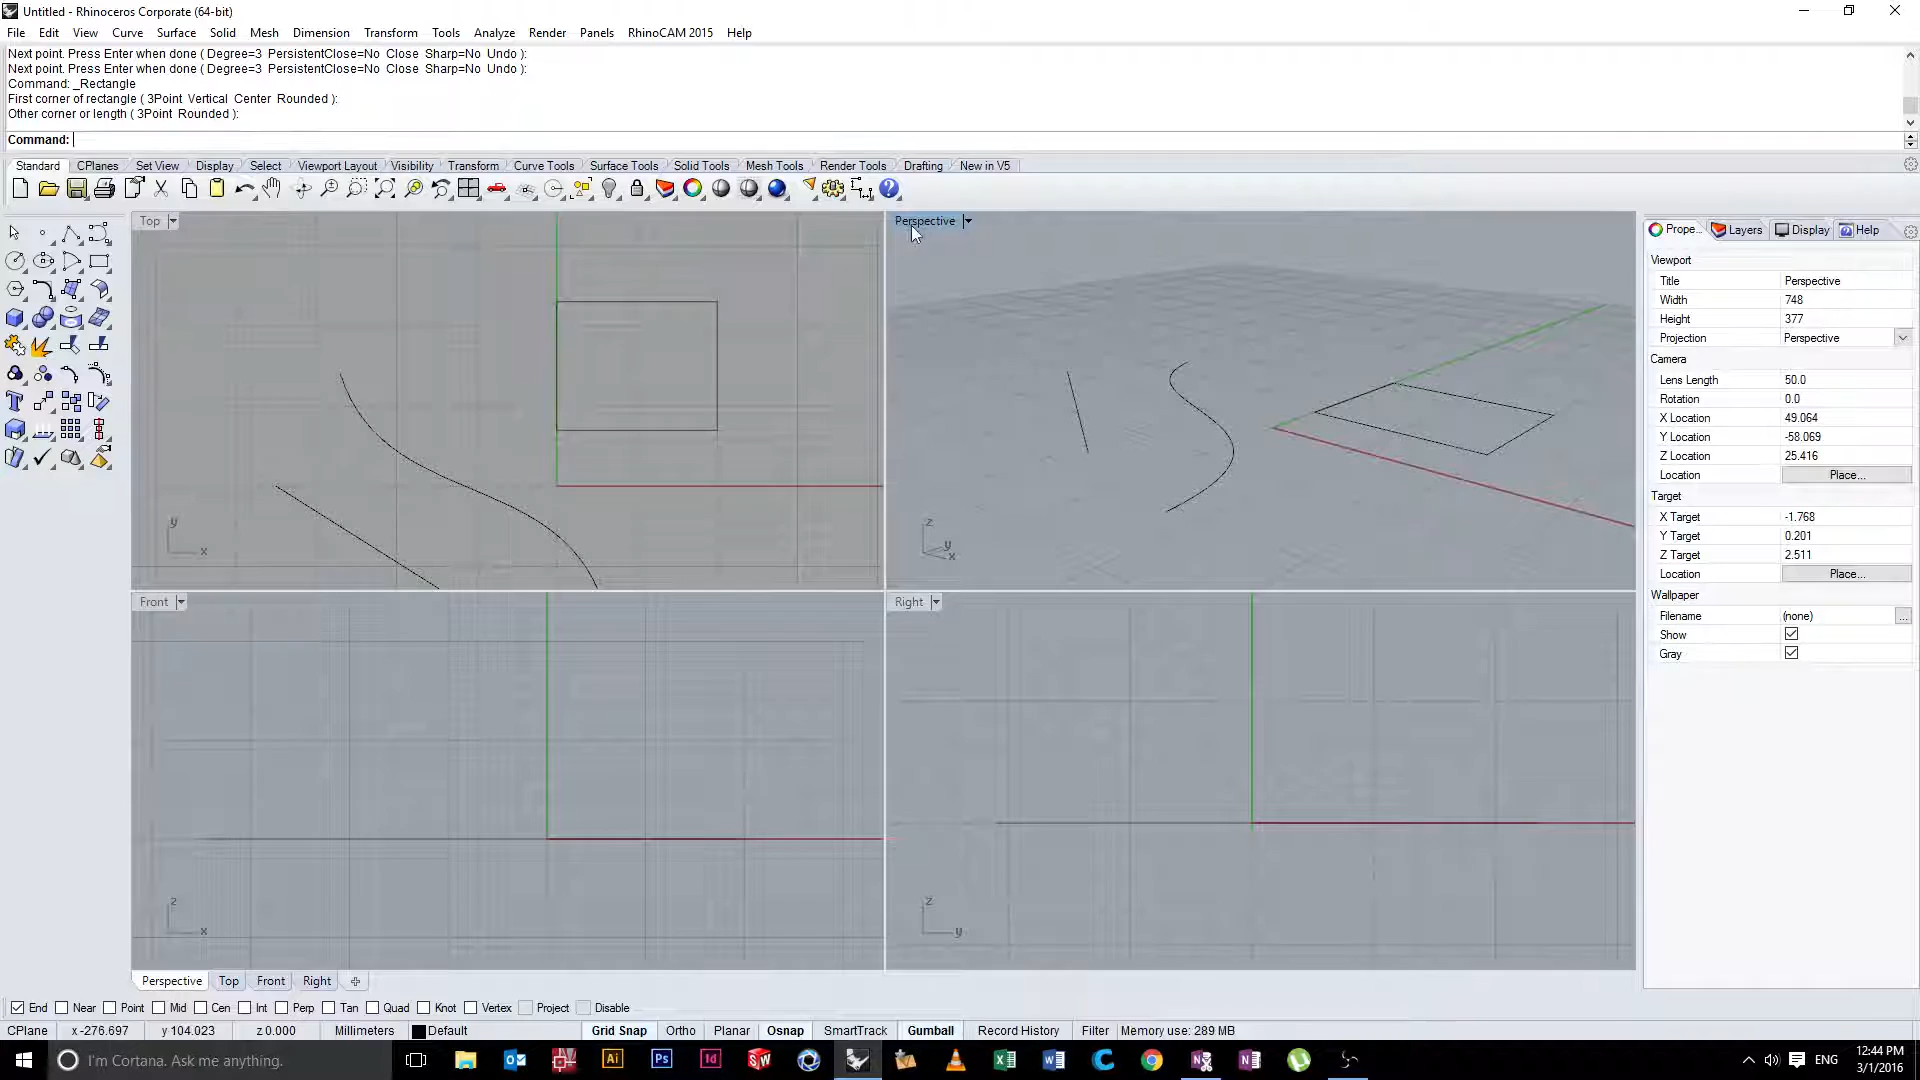 Untitled - Rhinoceros Corporate (64-bit)
File Edit View Curve Surface Solid Mesh Dimension Transform Tools Analyze Render Panels RhinoCAM 2015 Help
Next point. Press Enter when done ( Degree=3 PersistentClose=No Close Sharp=No Undo ):
Next point. Press Enter when done ( Degree=3 PersistentClose=No Close Sharp=No Undo ):
Command: _Rectangle
First corner of rectangle ( 3Point Vertical Center Rounded ):
Other corner or length ( 3Point Rounded ):
Command:
Standard CPlanes Set View Display Select Viewport Layout Visibility Transform Curve Tools Surface Tools Solid Tools Mesh Tools Render Tools Drafting New in V5
Top
Perspective
Prope... Layers Display Help
Viewport
Title Perspective
Width 748
Height 377
Projection Perspective
Camera
Lens Length 50.0
Rotation 0.0
X Location 49.064
Y Location -58.069
Z Location 25.416
Location Place...
Target
X Target -1.768
Y Target 0.201
Z Target 2.511
Location Place...
Wallpaper
Filename (none) ...
Show
Gray
y
x
z
y
x
Front
Right
z
x
z
y
Perspective Top Front Right
End Near Point Mid Cen Int Perp Tan Quad Knot Vertex Project Disable
CPlane x -276.697 y 104.023 z 0.000 Millimeters Default Grid Snap Ortho Planar Osnap SmartTrack Gumball Record History Filter Memory use: 289 MB
I'm Cortana. Ask me anything.
Ai Ps Id SW
ENG
12:44 PM
3/1/2016